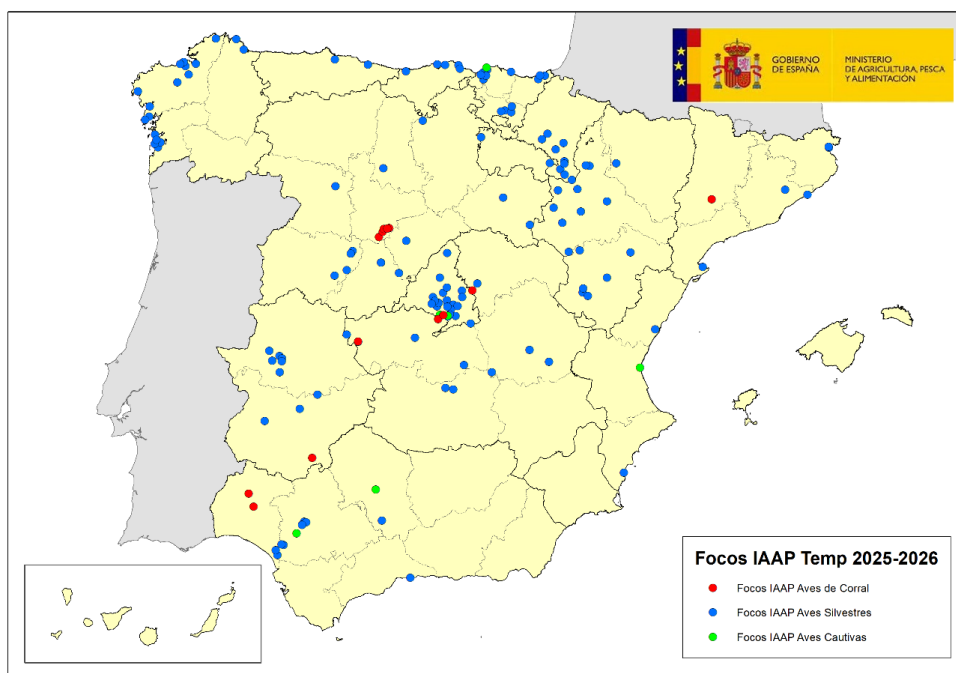 GOBIERNO
DE ESPAÑA
MINISTERIO
DE AGRICULTURA, PESCA
Y ALIMENTACIÓN
Focos IAAP Temp 2025-2026
Focos IAAP Aves de Corral
Focos IAAP Aves Silvestres
Focos IAAP Aves Cautivas